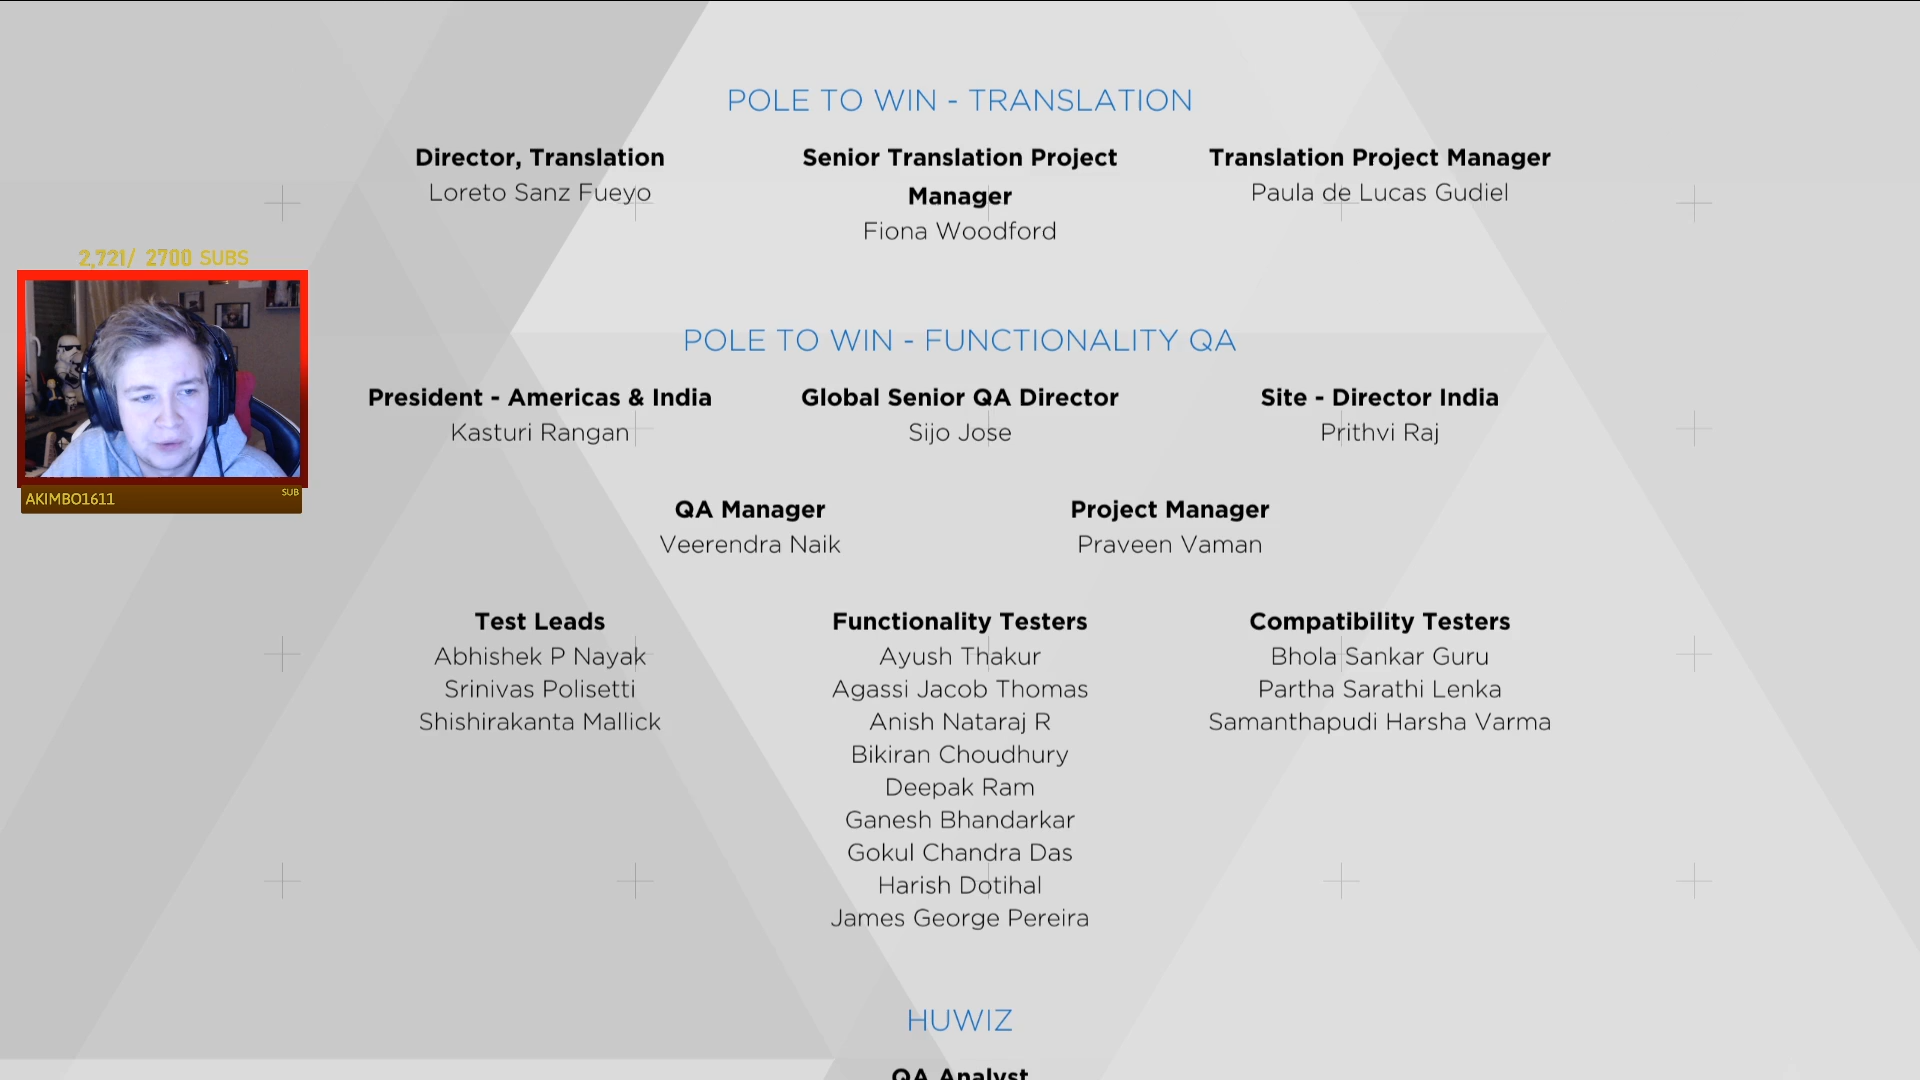 POLE TO WIN - TRANSLATION
Director, Translation
Loreto Sanz Fueyo
Senior Translation Project
Manager
Fiona Woodford
Translation Project Manager
Paula de Lucas Gudiel
2,721/ 2700 SUBS
AKIMBO1611
SUB
POLE TO WIN - FUNCTIONALITY QA
President - Americas & India
Kasturi Rangan
Global Senior QA Director
Sijo Jose
Site - Director India
Prithvi Raj
QA Manager
Veerendra Naik
Project Manager
Praveen Vaman
Test Leads
Abhishek P Nayak
Srinivas Polisetti
Shishirakanta Mallick
Functionality Testers
Ayush Thakur
Agassi Jacob Thomas
Anish Nataraj R
Bikiran Choudhury
Deepak Ram
Ganesh Bhandarkar
Gokul Chandra Das
Harish Dotihal
James George Pereira
Compatibility Testers
Bhola Sankar Guru
Partha Sarathi Lenka
Samanthapudi Harsha Varma
HUWIZ
QA Analyst